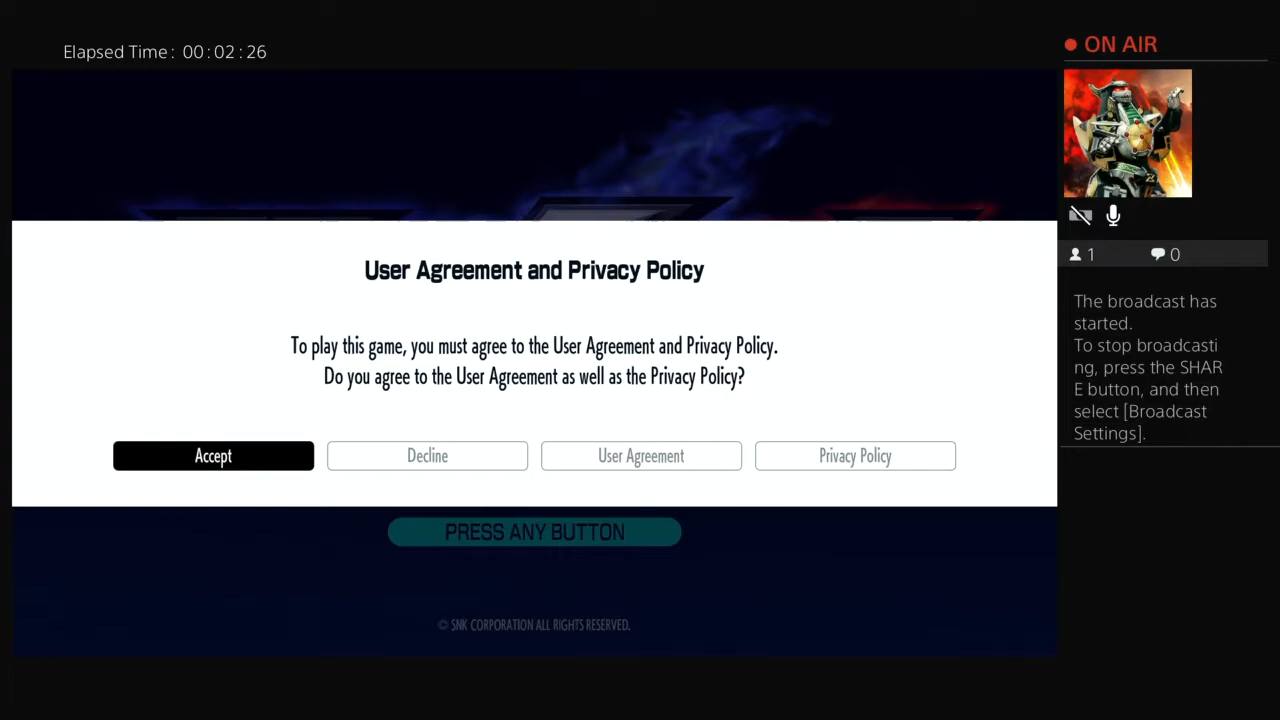 Elapsed Time: 00:02:26
ON AIR
1
0
User Agreement and Privacy Policy
To play this game, you must agree to the User Agreement and Privacy Policy.
Do you agree to the User Agreement as well as the Privacy Policy?
Accept
Decline
User Agreement
Privacy Policy
PRESS ANY BUTTON
© SNK CORPORATION ALL RIGHTS RESERVED.
The broadcast has
started.
To stop broadcasti
ng, press the SHAR
E button, and then
select [Broadcast
Settings].